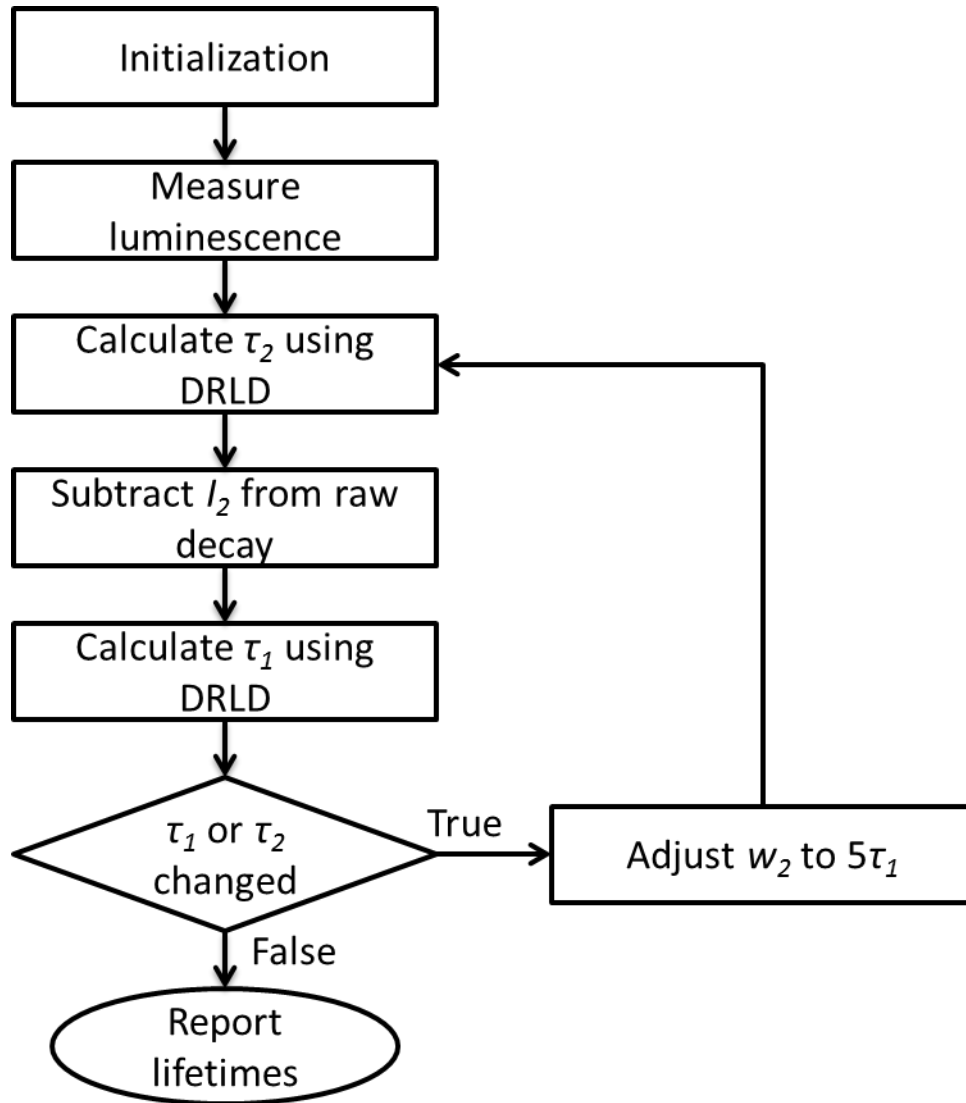 Initialization
Measure
luminescence
Calculate τ₂ using
DRLD
Subtract I₂ from raw
decay
Calculate τ₁ using
DRLD
τ₁ or τ₂
changed
True
Adjust w₂ to 5τ₁
False
Report
lifetimes